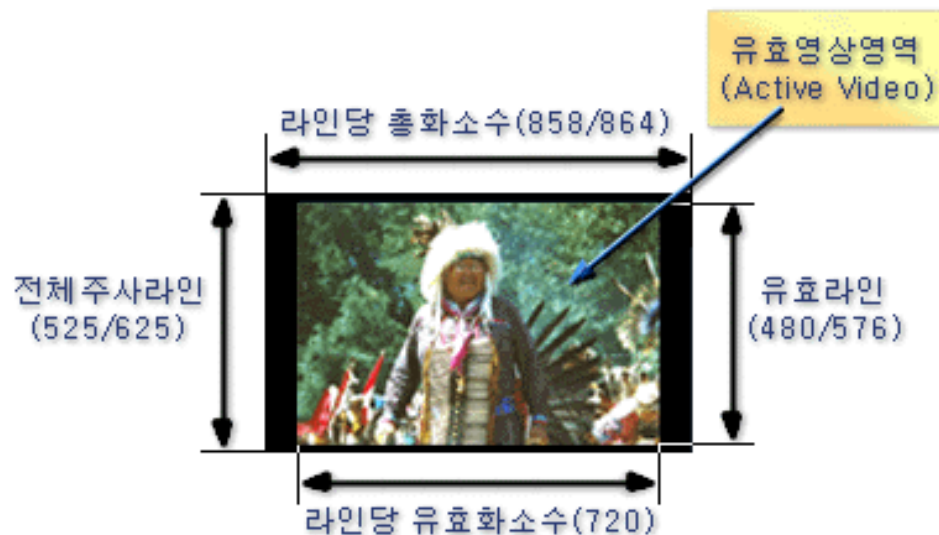 유효영상영역
(Active Video)
라인당 총화소수(858/864)
전체주사라인
(525/625)
유효라인
(480/576)
라인당 유효화소수(720)